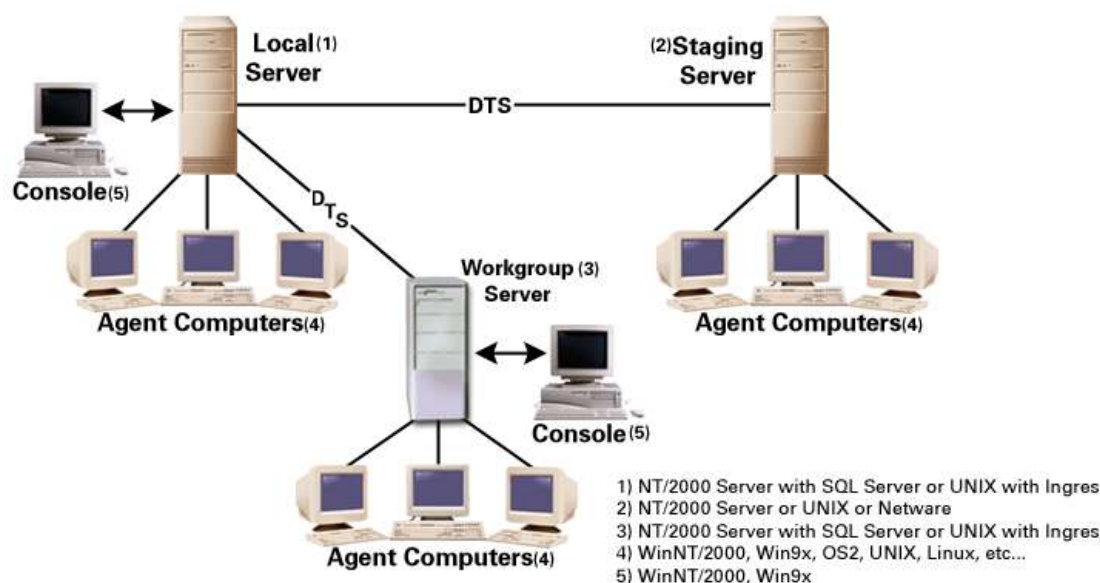 Local(1)
Server
(2)Staging
Server
DTS
Console(5)
DTS
Workgroup (3)
Server
Agent Computers(4)
Agent Computers(4)
Console(5)
Agent Computers(4)
1) NT/2000 Server with SQL Server or UNIX with Ingres
2) NT/2000 Server or UNIX or Netware
3) NT/2000 Server with SQL Server or UNIX with Ingres
4) WinNT/2000, Win9x, OS2, UNIX, Linux, etc...
5) WinNT/2000, Win9x